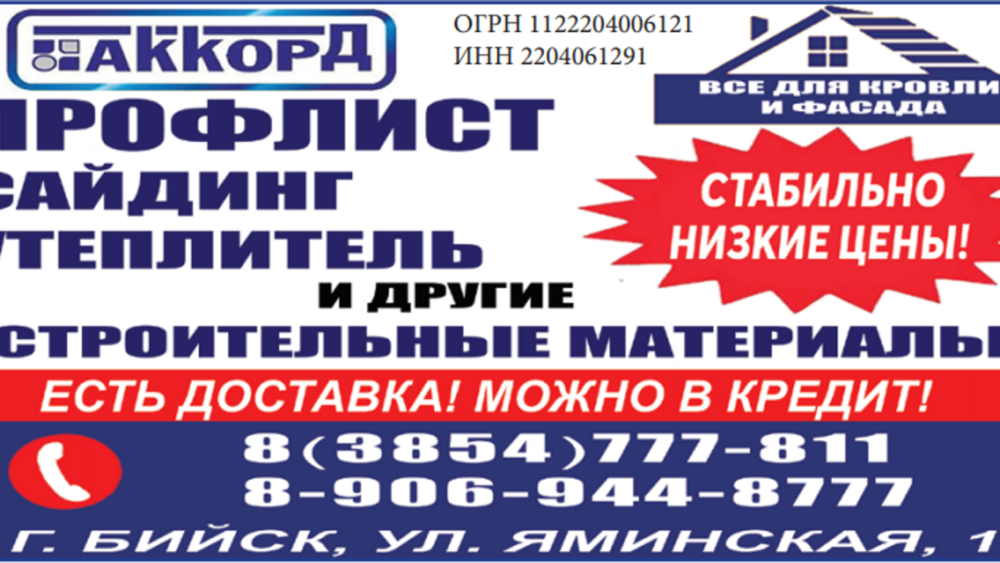 АККОРД
ОГРН 1122204006121
ИНН 2204061291
ВСЕ ДЛЯ КРОВЛИ
И ФАСАДА
ПРОФЛИСТ
САЙДИНГ
УТЕПЛИТЕЛЬ
И ДРУГИЕ
СТРОИТЕЛЬНЫЕ МАТЕРИАЛЫ
СТАБИЛЬНО
НИЗКИЕ ЦЕНЫ!
ЕСТЬ ДОСТАВКА! МОЖНО В КРЕДИТ!
8(3854)777-811
8-906-944-8777
Г. БИЙСК, УЛ. ЯМИНСКАЯ, 1